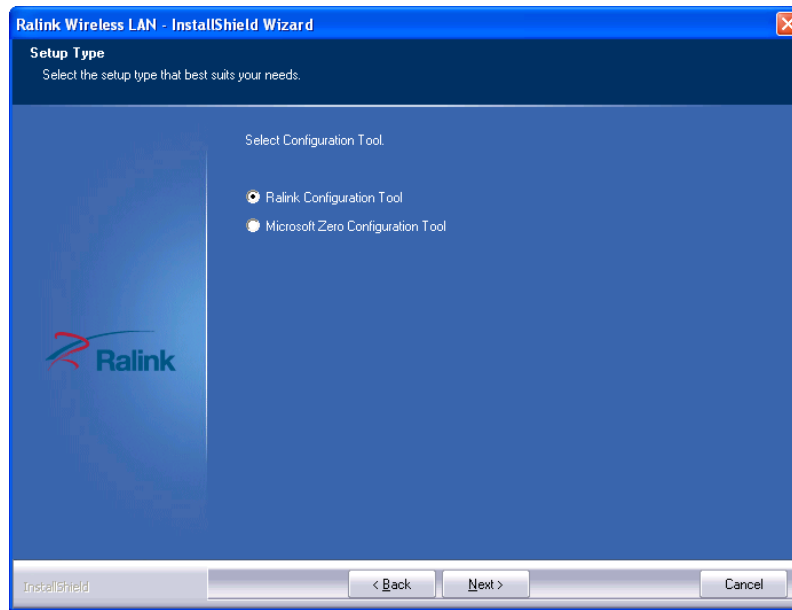 Ralink Wireless LAN - InstallShield Wizard
Setup Type
Select the setup type that best suits your needs.
Select Configuration Tool.
Ralink Configuration Tool
Microsoft Zero Configuration Tool
Ralink
InstallShield
< Back
Next >
Cancel